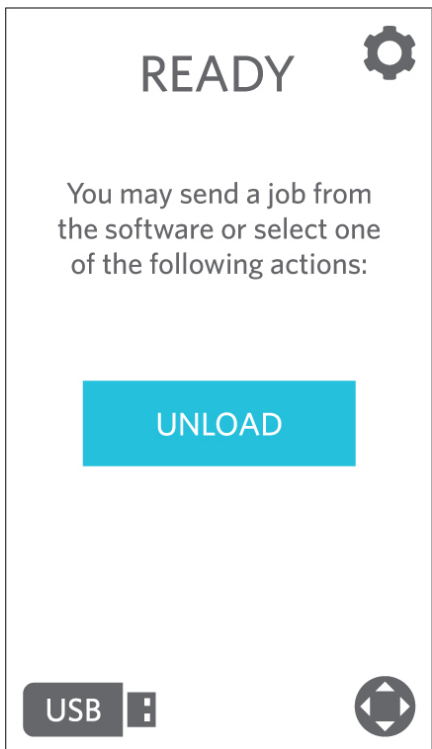 READY
You may send a job from
the software or select one
of the following actions:
UNLOAD
USB